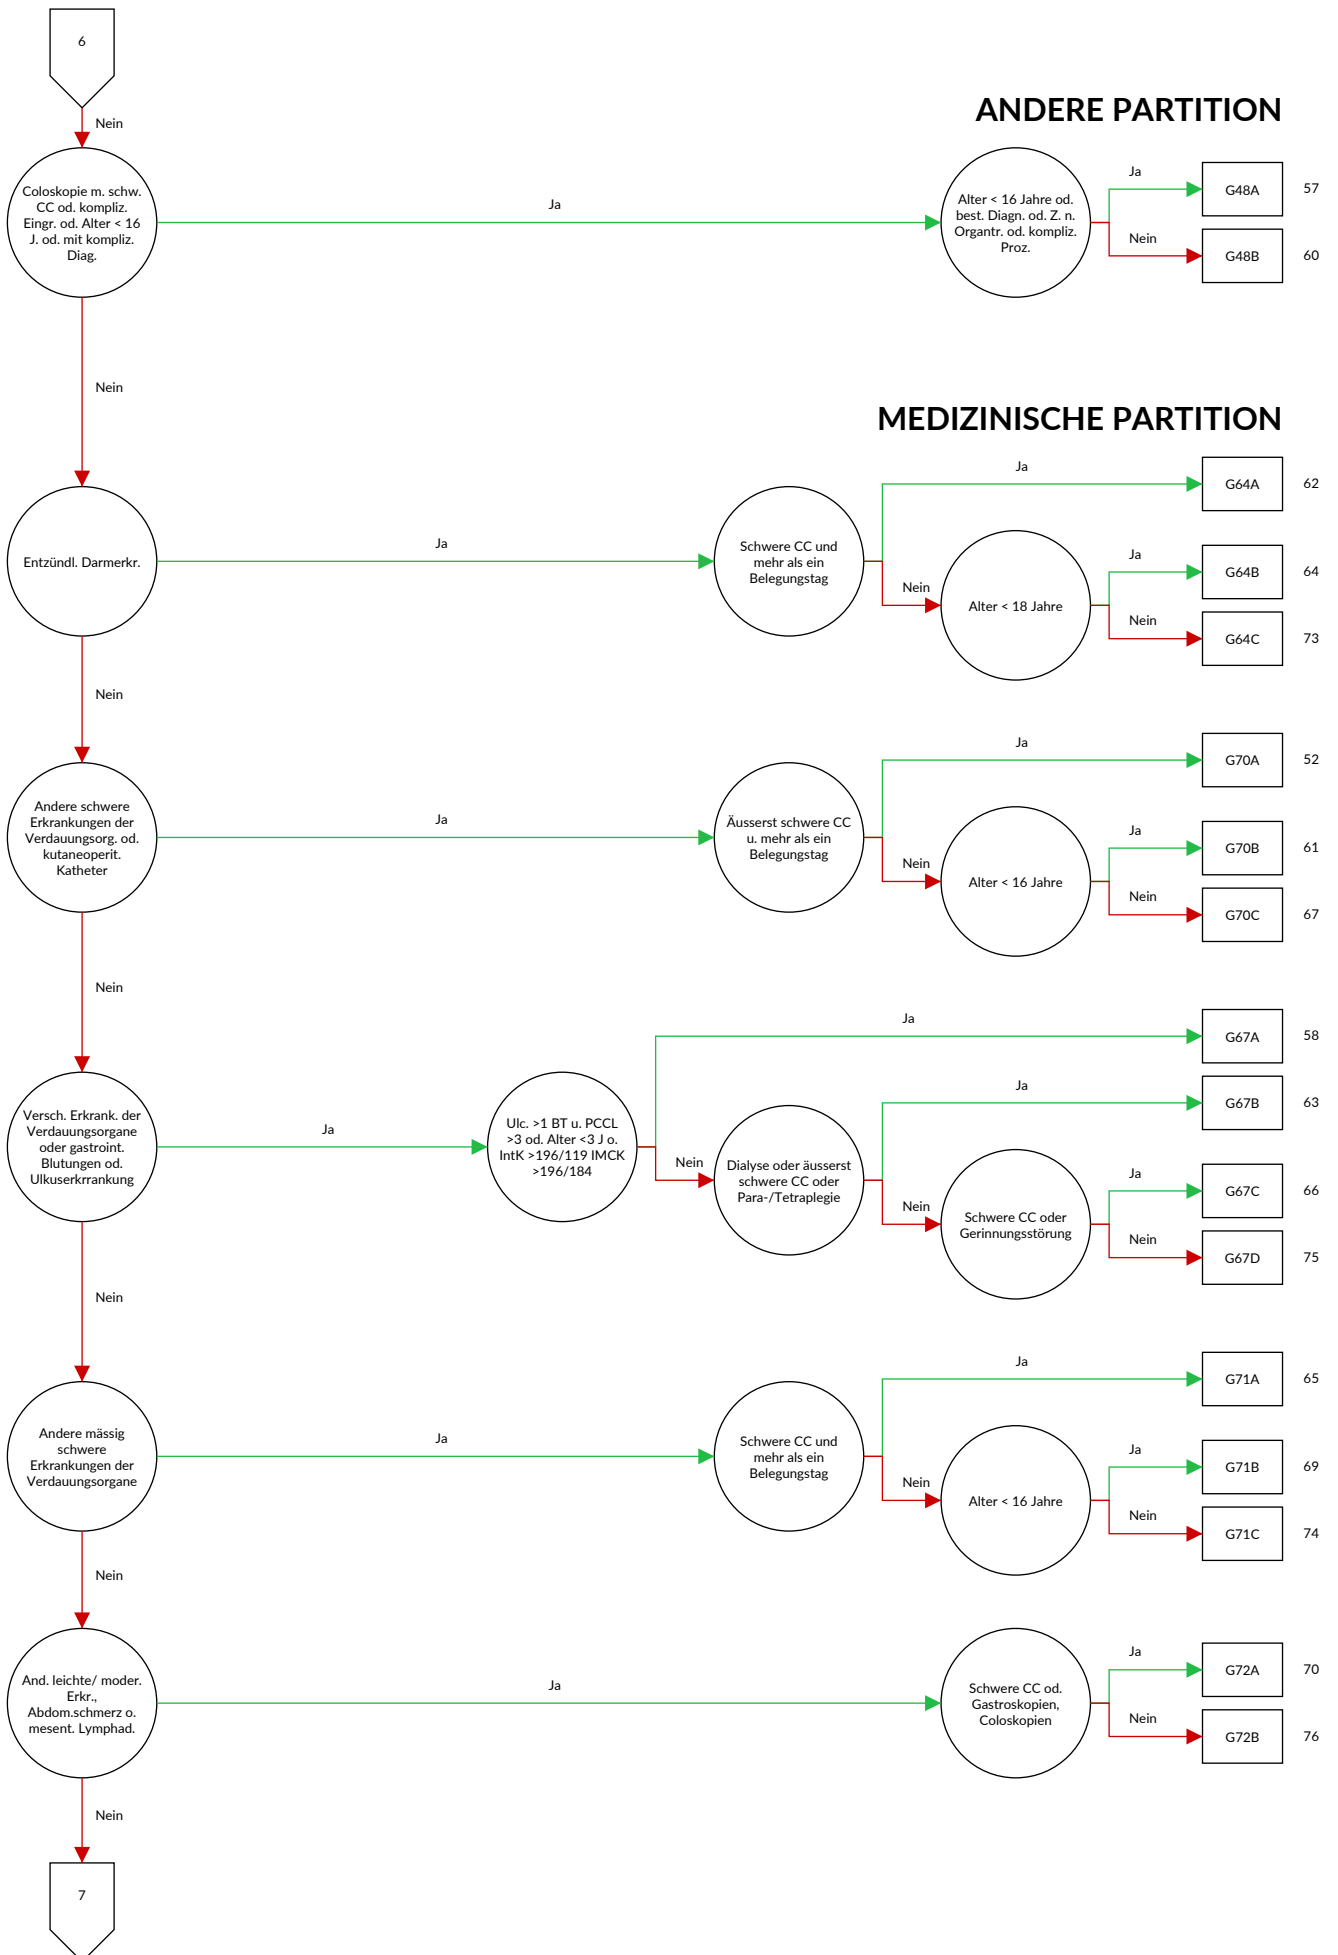 6
Nein
ANDERE PARTITION
Coloskopie m. schw.
CC od. kompliz.
Eingr. od. Alter < 16
J. od. mit kompliz.
Diag.
Ja
Alter < 16 Jahre od.
best. Diagn. od. Z. n.
Organtr. od. kompliz.
Proz.
Ja
G48A 57
Nein
G48B 60
Nein
MEDIZINISCHE PARTITION
Entzündl. Darmerkr.
Ja
Schwere CC und
mehr als ein
Belegungstag
Ja
G64A 62
Nein
Alter < 18 Jahre
Ja
G64B 64
Nein
G64C 73
Nein
Andere schwere
Erkrankungen der
Verdauungsorg. od.
kutaneoperit.
Katheter
Ja
Äusserst schwere CC
u. mehr als ein
Belegungstag
Ja
G70A 52
Nein
Alter < 16 Jahre
Ja
G70B 61
Nein
G70C 67
Nein
Versch. Erkrank. der
Verdauungsorgane
oder gastroint.
Blutungen od.
Ulkuserkrrankung
Ja
Ulc. >1 BT u. PCCL
>3 od. Alter <3 J o.
IntK >196/119 IMCK
>196/184
Ja
G67A 58
Nein
Dialyse oder äusserst
schwere CC oder
Para-/Tetraplegie
Ja
G67B 63
Nein
Schwere CC oder
Gerinnungsstörung
Ja
G67C 66
Nein
G67D 75
Nein
Andere mässig
schwere
Erkrankungen der
Verdauungsorgane
Ja
Schwere CC und
mehr als ein
Belegungstag
Ja
G71A 65
Nein
Alter < 16 Jahre
Ja
G71B 69
Nein
G71C 74
Nein
And. leichte/ moder.
Erkr.,
Abdom.schmerz o.
mesent. Lymphad.
Ja
Schwere CC od.
Gastroskopien,
Coloskopien
Ja
G72A 70
Nein
G72B 76
Nein
7